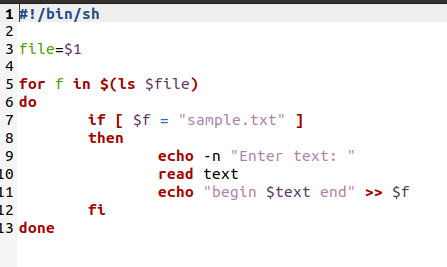 1 #!/bin/sh
2
3 file=$1
4
5 for f in $(ls $file)
6 do
7 if [ $f = "sample.txt" ]
8 then
9 echo -n "Enter text: "
10 read text
11 echo "begin $text end" >> $f
12 fi
13 done